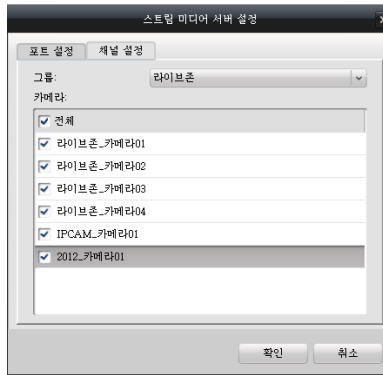 스트림 미디어 서버 설정
포트 설정 채널 설정
그룹: 라이브존
카메라:
전체
라이브존_카메라01
라이브존_카메라02
라이브존_카메라03
라이브존_카메라04
IPCAM_카메라01
2012_카메라01
확인 취소